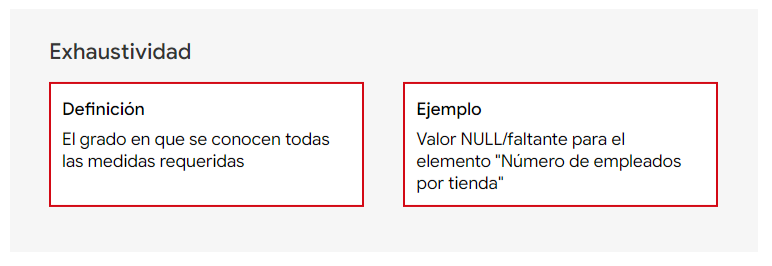 Exhaustividad
Definición
El grado en que se conocen todas
las medidas requeridas
Ejemplo
Valor NULL/faltante para el
elemento "Número de empleados
por tienda"